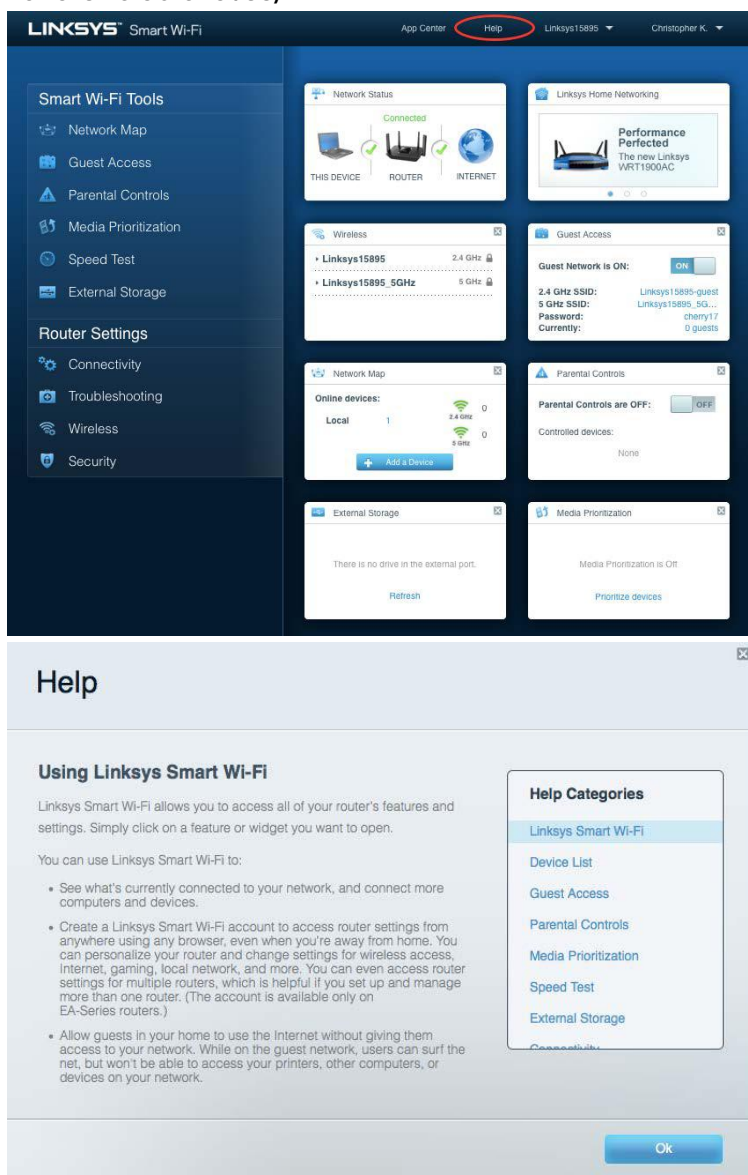 LINKSYS Smart Wi-Fi
App Center
Help
Linksys15895
Christopher K.
Smart Wi-Fi Tools
Network Map
Guest Access
Parental Controls
Media Prioritization
Speed Test
External Storage
Router Settings
Connectivity
Troubleshooting
Wireless
Security
Network Status
Connected
THIS DEVICE
ROUTER
INTERNET
Linksys Home Networking
Performance
Perfected
The new Linksys
WRT1900AC
Wireless
Linksys15895 2.4 GHz
Linksys15895_5GHz 5 GHz
Guest Access
Guest Network is ON: ON
2.4 GHz SSID: Linksys15895-guest
5 GHz SSID: Linksys15895_5G...
Password: cherry17
Currently: 0 guests
Network Map
Online devices:
Local 1
0
2.4 GHz
0
5 GHz
Add a Device
Parental Controls
Parental Controls are OFF: OFF
Controlled devices:
None
External Storage
There is no drive in the external port.
Refresh
Media Prioritization
Media Prioritization is Off
Prioritize devices
Help
Using Linksys Smart Wi-Fi
Linksys Smart Wi-Fi allows you to access all of your router's features and
settings. Simply click on a feature or widget you want to open.
You can use Linksys Smart Wi-Fi to:
• See what's currently connected to your network, and connect more
computers and devices.
• Create a Linksys Smart Wi-Fi account to access router settings from
anywhere using any browser, even when you're away from home. You
can personalize your router and change settings for wireless access,
Internet, gaming, local network, and more. You can even access router
settings for multiple routers, which is helpful if you set up and manage
more than one router. (The account is available only on
EA-Series routers.)
• Allow guests in your home to use the Internet without giving them
access to your network. While on the guest network, users can surf the
net, but won't be able to access your printers, other computers, or
devices on your network.
Help Categories
Linksys Smart Wi-Fi
Device List
Guest Access
Parental Controls
Media Prioritization
Speed Test
External Storage
Connectivity
Ok